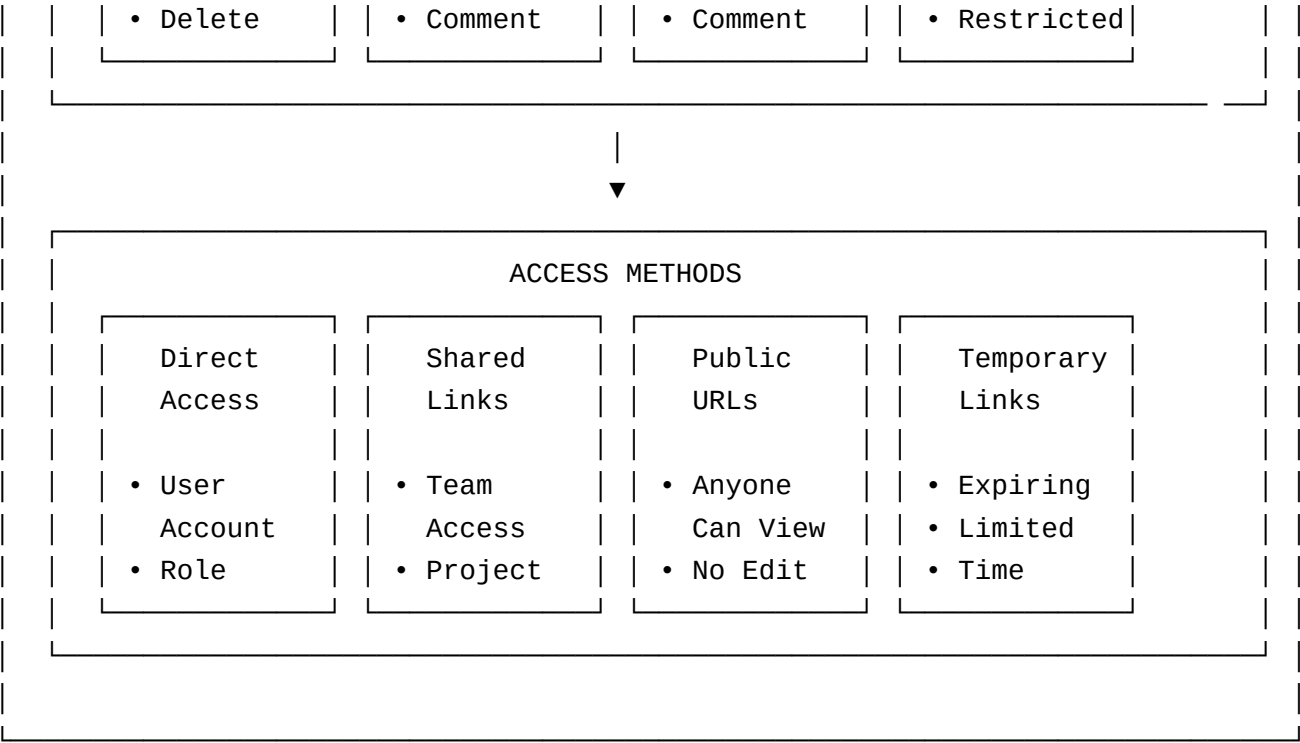 • Delete • Comment • Comment • Restricted
ACCESS METHODS
Direct Shared Public Temporary
Access Links URLs Links
• User • Team • Anyone • Expiring
Account Access Can View • Limited
• Role • Project • No Edit • Time